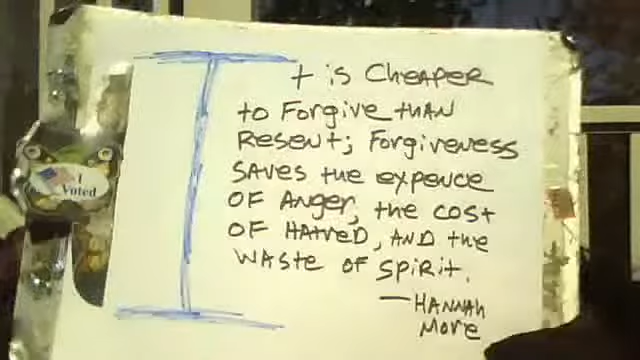 It is Cheaper
to Forgive than
Resent; Forgiveness
saves the expence
of Anger, the cost
of Hatred, and the
waste of spirit.
—Hannah
More
I
Voted